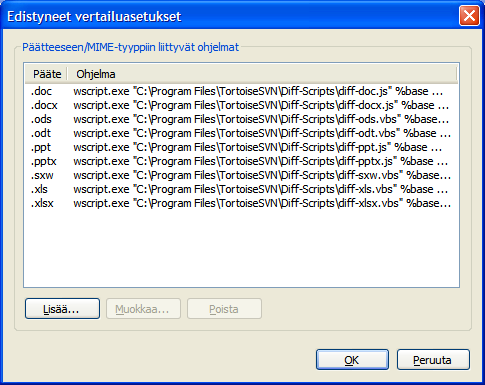 Edistyneet vertailuasetukset
Päätteeseen/MIME-tyyppiin liittyvät ohjelmat
Pääte Ohjelma
.doc wscript.exe "C:\Program Files\TortoiseSVN\Diff-Scripts\diff-doc.js" %base ...
.docx wscript.exe "C:\Program Files\TortoiseSVN\Diff-Scripts\diff-docx.js" %base ...
.ods wscript.exe "C:\Program Files\TortoiseSVN\Diff-Scripts\diff-ods.vbs" %base...
.odt wscript.exe "C:\Program Files\TortoiseSVN\Diff-Scripts\diff-odt.vbs" %base ...
.ppt wscript.exe "C:\Program Files\TortoiseSVN\Diff-Scripts\diff-ppt.js" %base ...
.pptx wscript.exe "C:\Program Files\TortoiseSVN\Diff-Scripts\diff-pptx.js" %base ...
.sxw wscript.exe "C:\Program Files\TortoiseSVN\Diff-Scripts\diff-sxw.vbs" %base...
.xls wscript.exe "C:\Program Files\TortoiseSVN\Diff-Scripts\diff-xls.vbs" %base ...
.xlsx wscript.exe "C:\Program Files\TortoiseSVN\Diff-Scripts\diff-xlsx.vbs" %base...
Lisää... Muokkaa... Poista
OK Peruuta